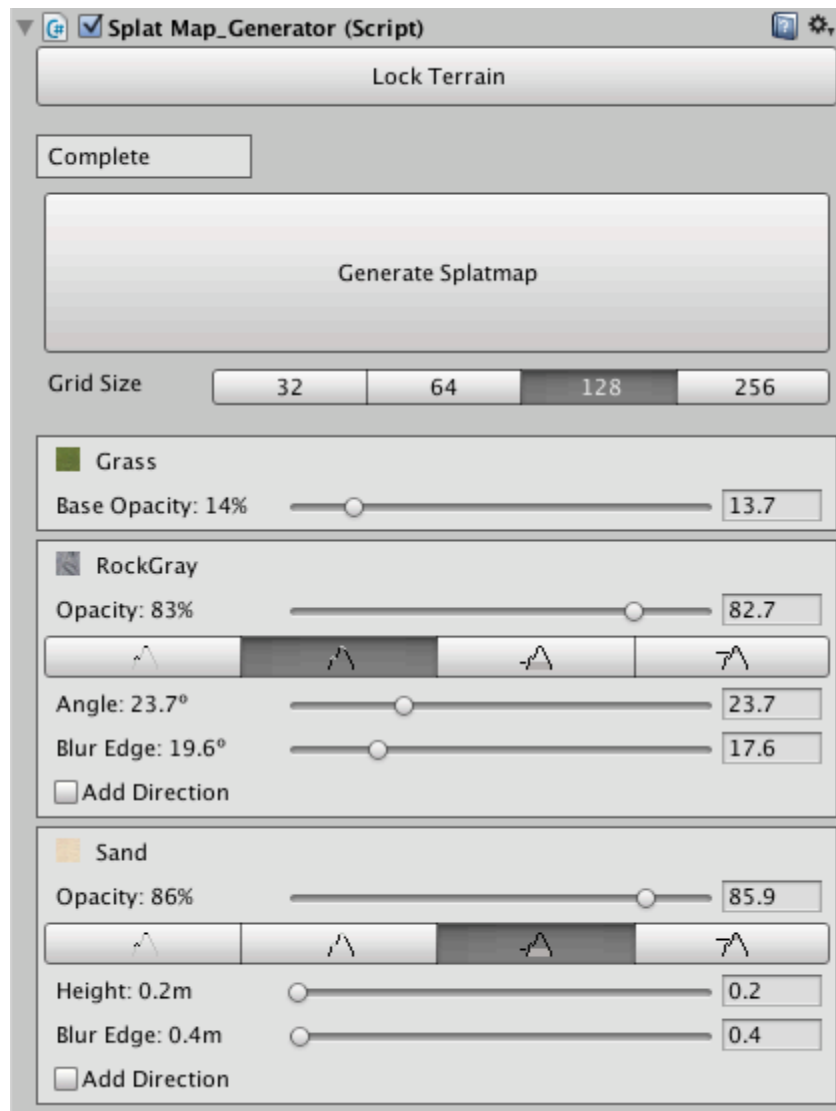 Splat Map_Generator (Script)
Lock Terrain
Complete
Generate Splatmap
Grid Size 32 64 128 256
Grass
Base Opacity: 14% 13.7
RockGray
Opacity: 83% 82.7
Angle: 23.7º 23.7
Blur Edge: 19.6º 17.6
Add Direction
Sand
Opacity: 86% 85.9
Height: 0.2m 0.2
Blur Edge: 0.4m 0.4
Add Direction